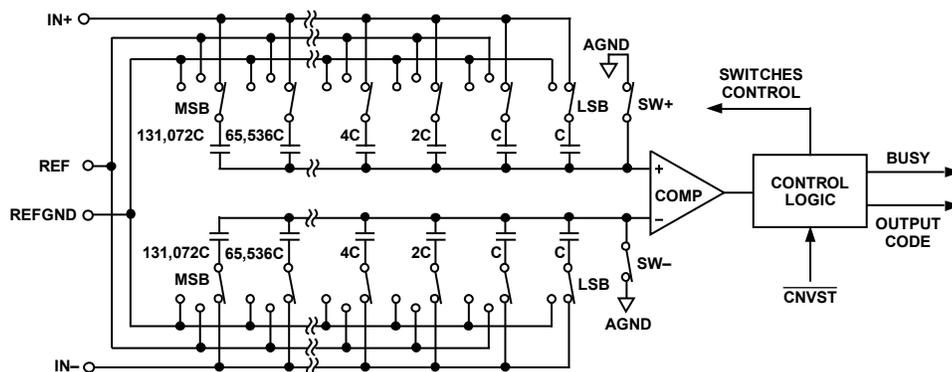 IN+
AGND
SWITCHES
CONTROL
MSB
LSB
SW+
131,072C 65,536C 4C 2C C C
REF
BUSY
COMP
CONTROL
LOGIC
REFGND
OUTPUT
CODE
131,072C 65,536C 4C 2C C C
MSB
LSB
SW–
CNVST
AGND
IN–
+
–